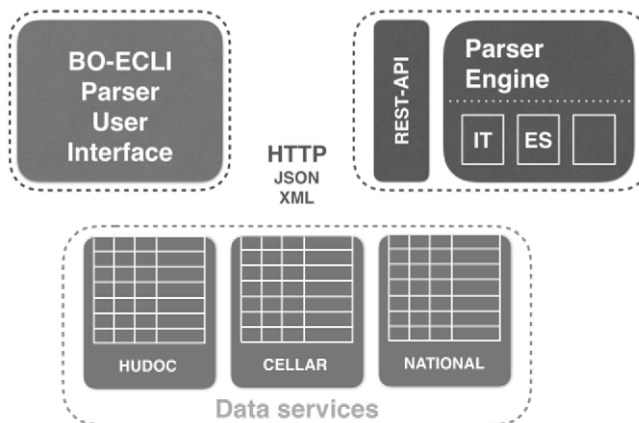 BO-ECLI
Parser
User
Interface
HTTP
JSON
XML
REST-API
Parser
Engine
IT
ES
HUDOC
CELLAR
NATIONAL
Data services